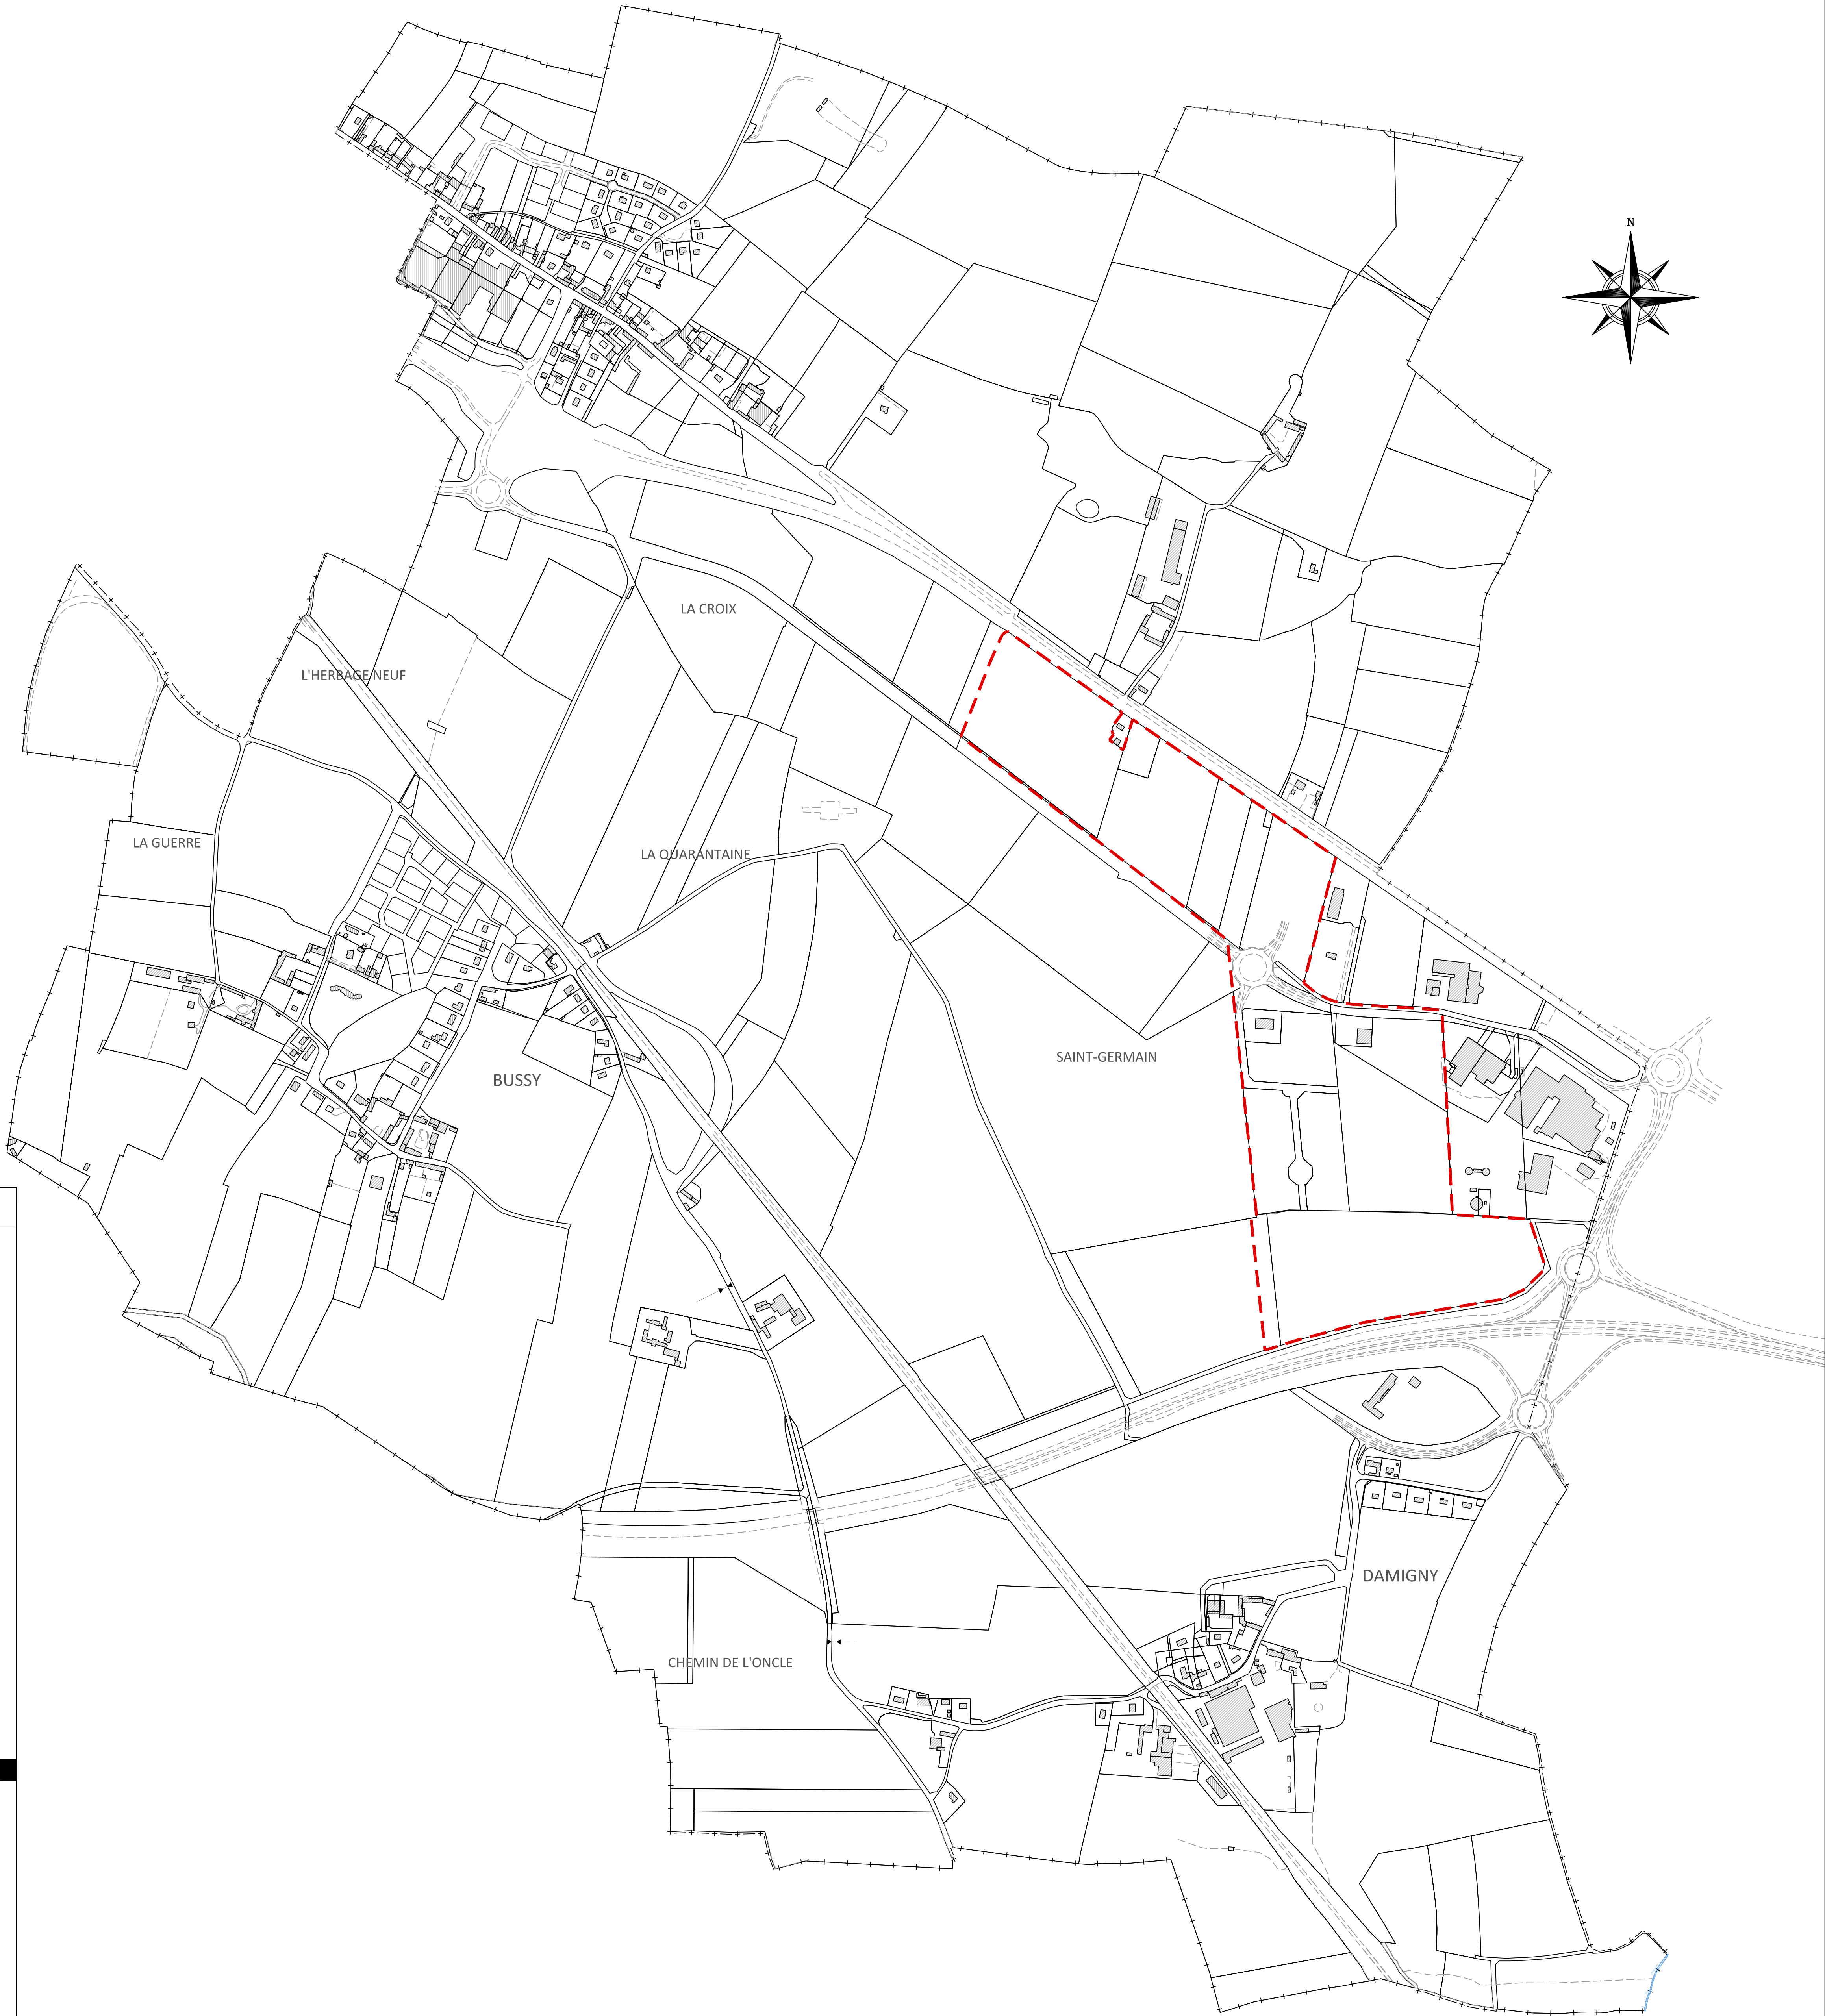 N
LA CROIX
L'HERBAGE NEUF
LA GUERRE
LA QUARANTAINE
SAINT-GERMAIN
BUSSY
DAMIGNY
CHEMIN DE L'ONCLE